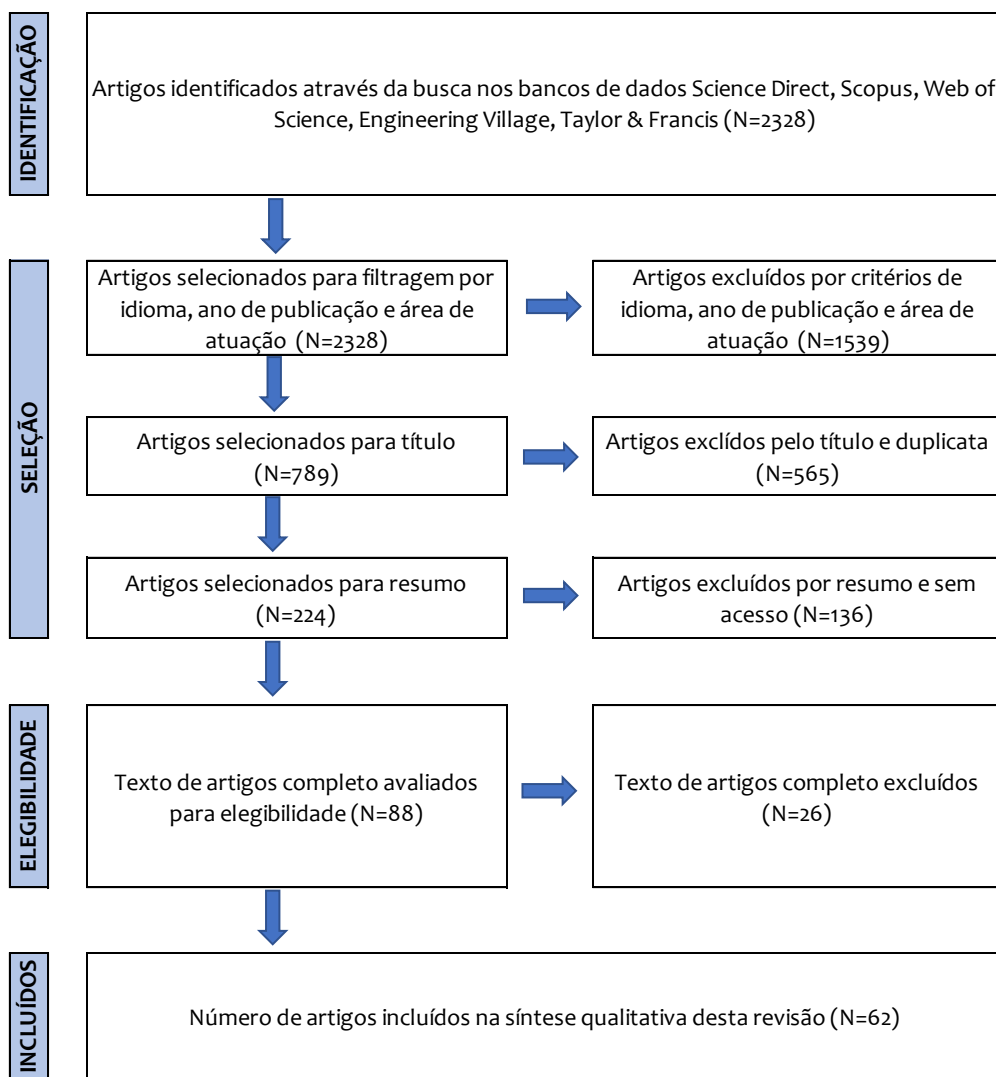 IDENTIFICAÇÃO
Artigos identificados através da busca nos bancos de dados Science Direct, Scopus, Web of
Science, Engineering Village, Taylor & Francis (N=2328)
SELEÇÃO
Artigos selecionados para filtragem por
idioma, ano de publicação e área de
atuação (N=2328)
Artigos excluídos por critérios de
idioma, ano de publicação e área de
atuação (N=1539)
Artigos selecionados para título
(N=789)
Artigos exclídos pelo título e duplicata
(N=565)
Artigos selecionados para resumo
(N=224)
Artigos excluídos por resumo e sem
acesso (N=136)
ELEGIBILIDADE
Texto de artigos completo avaliados
para elegibilidade (N=88)
Texto de artigos completo excluídos
(N=26)
INCLUÍDOS
Número de artigos incluídos na síntese qualitativa desta revisão (N=62)